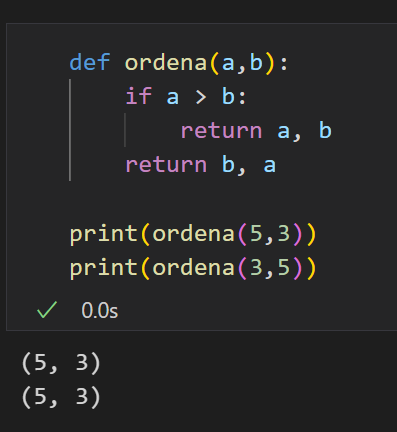 def ordena(a,b):
    if a > b:
        return a, b
    return b, a
print(ordena(5,3))
print(ordena(3,5))
0.0s
(5, 3)
(5, 3)